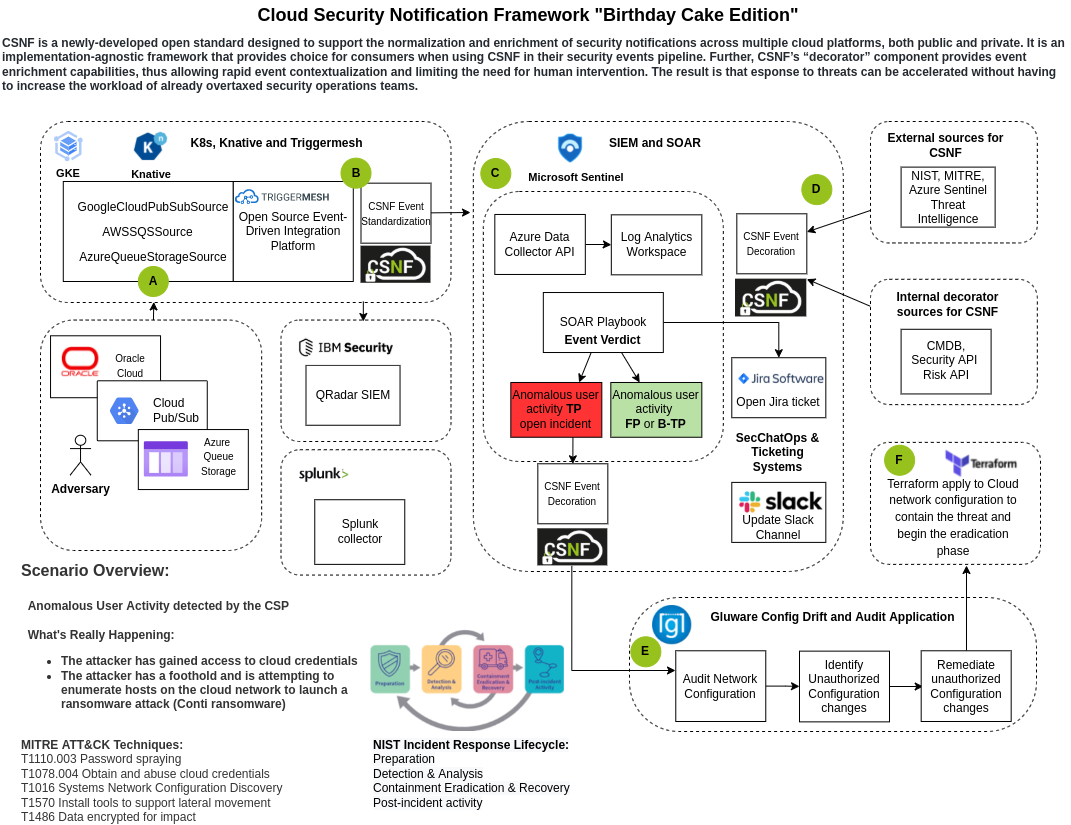 Cloud Security Notification Framework "Birthday Cake Edition"
CSNF is a newly-developed open standard designed to support the normalization and enrichment of security notifications across multiple cloud platforms, both public and private. It is an
implementation-agnostic framework that provides choice for consumers when using CSNF in their security events pipeline. Further, CSNF’s “decorator” component provides event
enrichment capabilities, thus allowing rapid event contextualization and limiting the need for human intervention. The result is that esponse to threats can be accelerated without having
to increase the workload of already overtaxed security operations teams.
GKE
K
n
Knative
K8s, Knative and Triggermesh
GoogleCloudPubSubSource
AWSSQSSource
AzureQueueStorageSource
A
TRIGGERMESH
Open Source Event-
Driven Integration
Platform
B
CSNF Event
Standardization
CSNF
Oracle
Cloud
ORACLE
Cloud
Pub/Sub
Azure
Queue
Storage
Adversary
IBM Security
QRadar SIEM
splunk>
Splunk
collector
SIEM and SOAR
Microsoft Sentinel
C
Azure Data
Collector API
Log Analytics
Workspace
SOAR Playbook
Event Verdict
Anomalous user
activity TP
open incident
Anomalous user
activity
FP or B-TP
CSNF Event
Decoration
CSNF
D
CSNF Event
Decoration
CSNF
Jira Software
Open Jira ticket
SecChatOps &
Ticketing
Systems
slack
Update Slack
Channel
External sources for
CSNF
NIST, MITRE,
Azure Sentinel
Threat
Intelligence
Internal decorator
sources for CSNF
CMDB,
Security API
Risk API
F
Terraform
Terraform apply to Cloud
network configuration to
contain the threat and
begin the eradication
phase
E
gl
Gluware Config Drift and Audit Application
Audit Network
Configuration
Identify
Unauthorized
Configuration
changes
Remediate
unauthorized
Configuration
changes
Scenario Overview:
Anomalous User Activity detected by the CSP
What's Really Happening:
• The attacker has gained access to cloud credentials
• The attacker has a foothold and is attempting to
enumerate hosts on the cloud network to launch a
ransomware attack (Conti ransomware)
MITRE ATT&CK Techniques:
T1110.003 Password spraying
T1078.004 Obtain and abuse cloud credentials
T1016 Systems Network Configuration Discovery
T1570 Install tools to support lateral movement
T1486 Data encrypted for impact
Preparation
Detection &
Analysis
Containment
Eradication &
Recovery
Post-Incident
Activity
NIST Incident Response Lifecycle:
Preparation
Detection & Analysis
Containment Eradication & Recovery
Post-incident activity